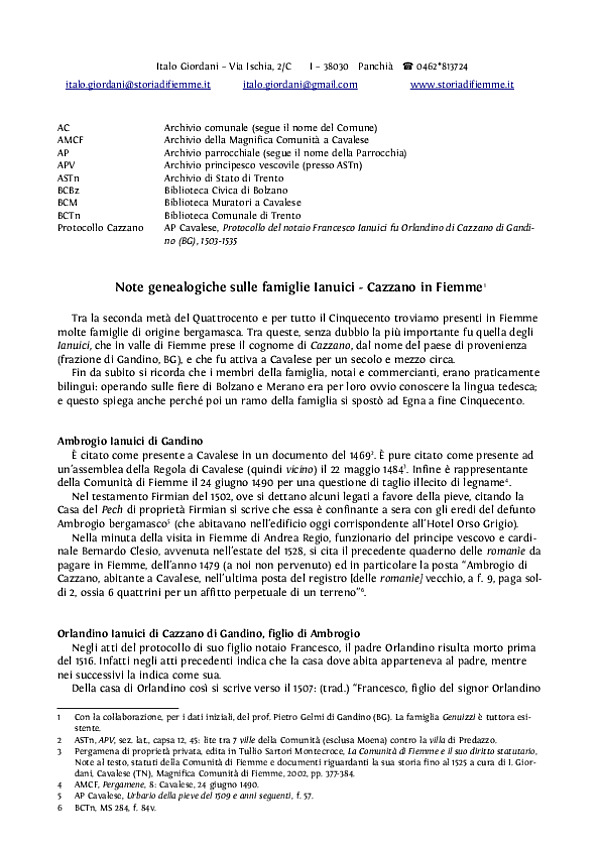 Italo Giordani – Via Ischia, 2/C I – 38030 Panchià ☎ 0462*813724
italo.giordani@storiadifiemme.it italo.giordani@gmail.com www.storiadifiemme.it
AC Archivio comunale (segue il nome del Comune)
AMCF Archivio della Magnifica Comunità a Cavalese
AP Archivio parrocchiale (segue il nome della Parrocchia)
APV Archivio principesco vescovile (presso ASTn)
ASTn Archivio di Stato di Trento
BCBz Biblioteca Civica di Bolzano
BCM Biblioteca Muratori a Cavalese
BCTn Biblioteca Comunale di Trento
Protocollo Cazzano AP Cavalese, Protocollo del notaio Francesco Ianuici fu Orlandino di Cazzano di Gandi-
no (BG), 1503-1535
Note genealogiche sulle famiglie Ianuici - Cazzano in Fiemme¹
Tra la seconda metà del Quattrocento e per tutto il Cinquecento troviamo presenti in Fiemme
molte famiglie di origine bergamasca. Tra queste, senza dubbio la più importante fu quella degli
Ianuici, che in valle di Fiemme prese il cognome di Cazzano, dal nome del paese di provenienza
(frazione di Gandino, BG), e che fu attiva a Cavalese per un secolo e mezzo circa.
Fin da subito si ricorda che i membri della famiglia, notai e commercianti, erano praticamente
bilingui: operando sulle fiere di Bolzano e Merano era per loro ovvio conoscere la lingua tedesca;
e questo spiega anche perché poi un ramo della famiglia si spostò ad Egna a fine Cinquecento.
Ambrogio Ianuici di Gandino
È citato come presente a Cavalese in un documento del 1469². È pure citato come presente ad
un'assemblea della Regola di Cavalese (quindi vicino) il 22 maggio 1484³. Infine è rappresentante
della Comunità di Fiemme il 24 giugno 1490 per una questione di taglio illecito di legname⁴.
Nel testamento Firmian del 1502, ove si dettano alcuni legati a favore della pieve, citando la
Casa del Pech di proprietà Firmian si scrive che essa è confinante a sera con gli eredi del defunto
Ambrogio bergamasco⁵ (che abitavano nell'edificio oggi corrispondente all'Hotel Orso Grigio).
Nella minuta della visita in Fiemme di Andrea Regio, funzionario del principe vescovo e cardi-
nale Bernardo Clesio, avvenuta nell'estate del 1528, si cita il precedente quaderno delle romanìe da
pagare in Fiemme, dell'anno 1479 (a noi non pervenuto) ed in particolare la posta "Ambrogio di
Cazzano, abitante a Cavalese, nell'ultima posta del registro [delle romanìe] vecchio, a f. 9, paga sol-
di 2, ossia 6 quattrini per un affitto perpetuale di un terreno"⁶.
Orlandino Ianuici di Cazzano di Gandino, figlio di Ambrogio
Negli atti del protocollo di suo figlio notaio Francesco, il padre Orlandino risulta morto prima
del 1516. Infatti negli atti precedenti indica che la casa dove abita apparteneva al padre, mentre
nei successivi la indica come sua.
Della casa di Orlandino così si scrive verso il 1507: (trad.) "Francesco, figlio del signor Orlandino
1 Con la collaborazione, per i dati iniziali, del prof. Pietro Gelmi di Gandino (BG). La famiglia Genuizzi è tuttora esi-
stente.
2 ASTn, APV, sez. lat., capsa 12, 45: lite tra 7 ville della Comunità (esclusa Moena) contro la villa di Predazzo.
3 Pergamena di proprietà privata, edita in Tullio Sartori Montecroce, La Comunità di Fiemme e il suo diritto statutario,
Note al testo, statuti della Comunità di Fiemme e documenti riguardanti la sua storia fino al 1525 a cura di I. Gior-
dani, Cavalese (TN), Magnifica Comunità di Fiemme, 2002, pp. 377-384.
4 AMCF, Pergamene, 8: Cavalese, 24 giugno 1490.
5 AP Cavalese, Urbario della pieve del 1509 e anni seguenti, f. 57.
6 BCTn, MS 284, f. 84v.